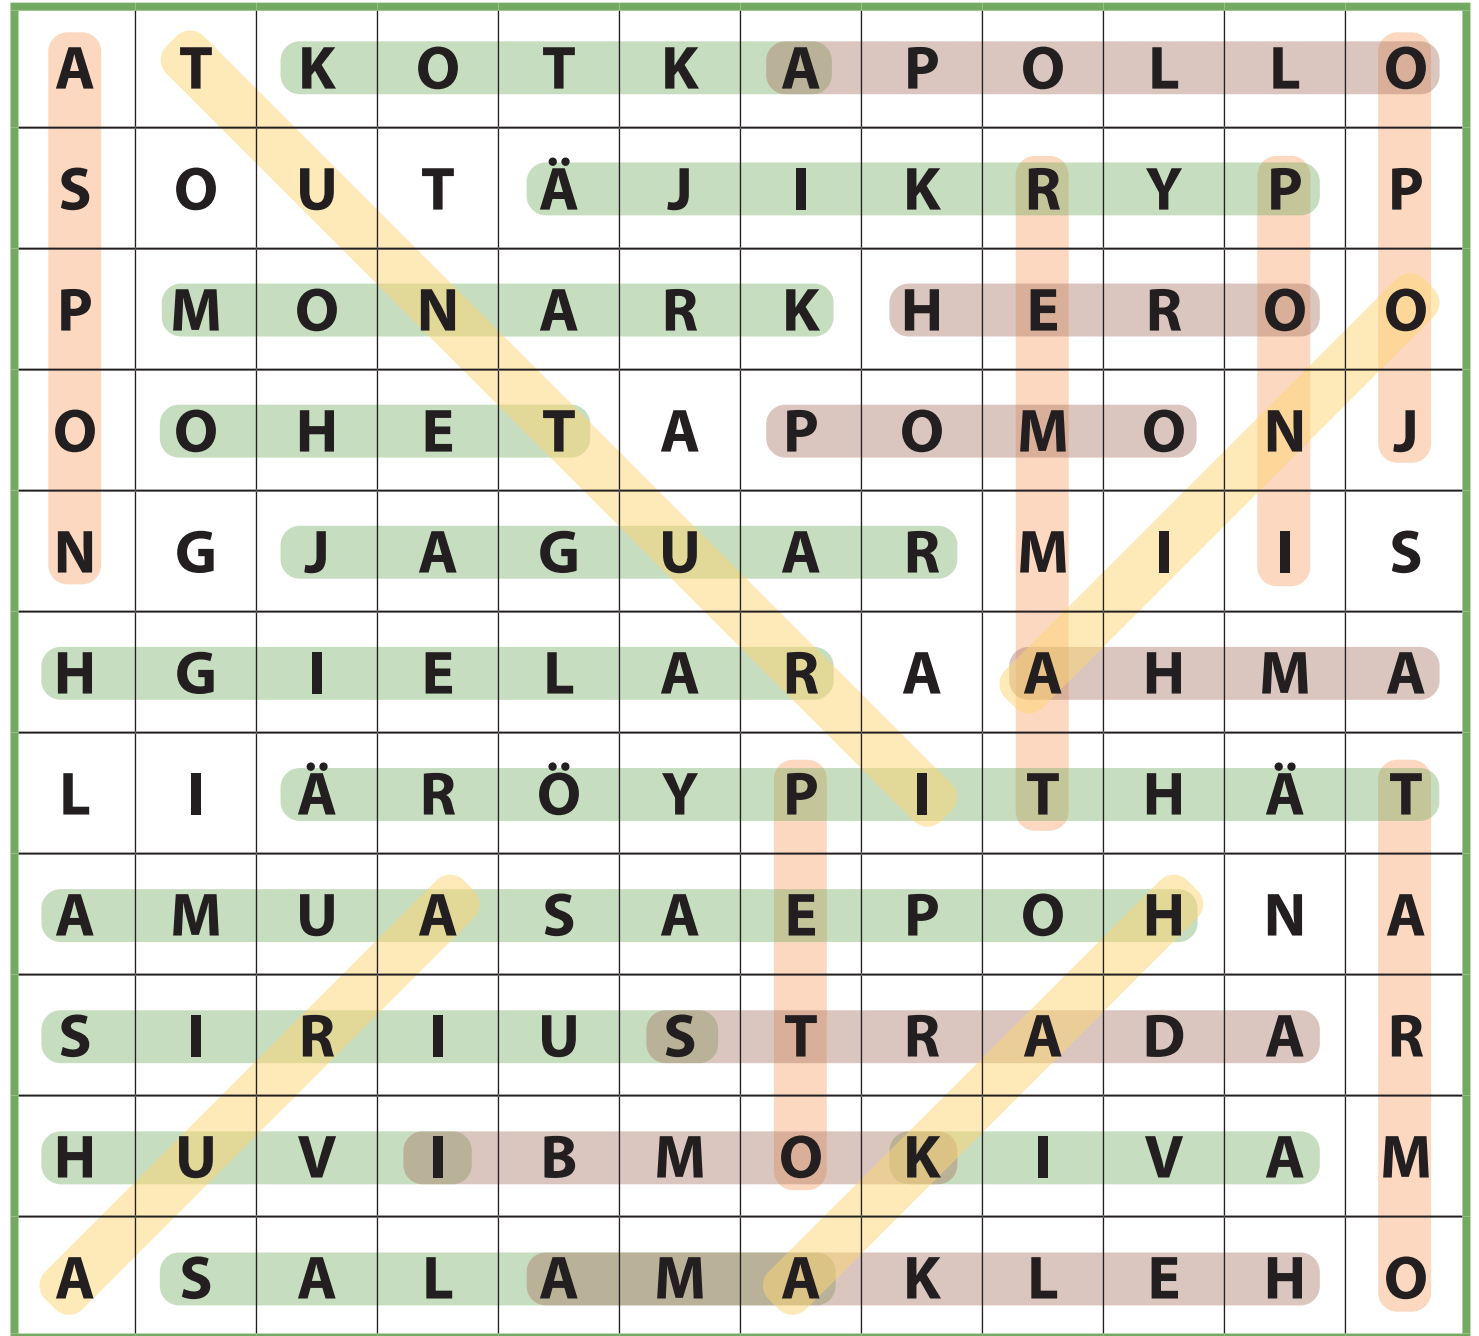 A T K O T K A P O L L O
S O U T Ä J I K R Y P P
P M O N A R K H E R O O
O O H E T A P O M O N J
N G J A G U A R M I I S
H G I E L A R A A H M A
L I Ä R Ö Y P I T H Ä T
A M U A S A E P O H N A
S I R I U S T R A D A R
H U V I B M O K I V A M
A S A L A M A K L E H O